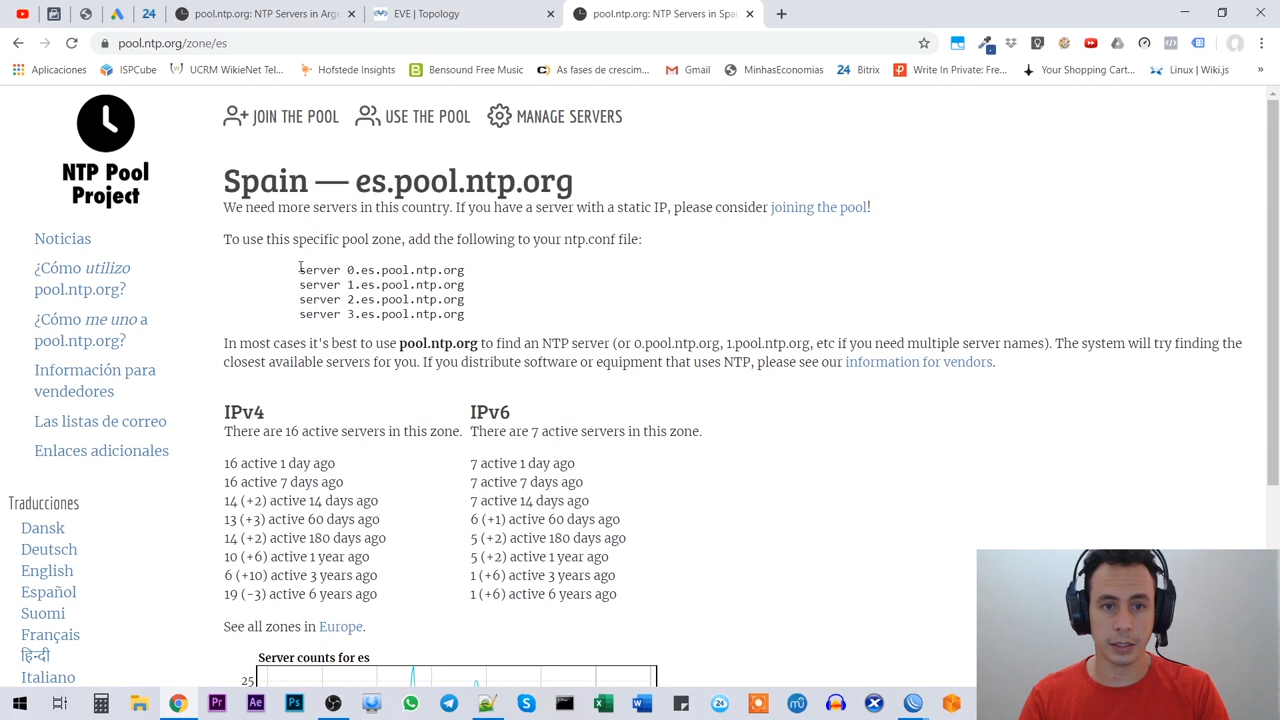 24
pool.ntp.org: NTP Servers in Arge
EVE | Topology
pool.ntp.org: NTP Servers in Spai
pool.ntp.org/zone/es
Aplicaciones
ISPCube
UCRM WikieNet Tel...
Hofstede Insights
Bensound Free Music
As fases de crescim...
Gmail
MinhasEconomias
24 Bitrix
Write In Private: Fre...
Your Shopping Cart...
Linux | Wiki.js
»
NTP Pool
Project
JOIN THE POOL
USE THE POOL
MANAGE SERVERS
Noticias
¿Cómo utilizo
pool.ntp.org?
¿Cómo me uno a
pool.ntp.org?
Información para
vendedores
Las listas de correo
Enlaces adicionales
Traducciones
Dansk
Deutsch
English
Español
Suomi
Français
हिन्दी
Italiano
Spain — es.pool.ntp.org
We need more servers in this country. If you have a server with a static IP, please consider joining the pool!
To use this specific pool zone, add the following to your ntp.conf file:
server 0.es.pool.ntp.org
server 1.es.pool.ntp.org
server 2.es.pool.ntp.org
server 3.es.pool.ntp.org
In most cases it's best to use pool.ntp.org to find an NTP server (or 0.pool.ntp.org, 1.pool.ntp.org, etc if you need multiple server names). The system will try finding the
closest available servers for you. If you distribute software or equipment that uses NTP, please see our information for vendors.
IPv4
There are 16 active servers in this zone.
16 active 1 day ago
16 active 7 days ago
14 (+2) active 14 days ago
13 (+3) active 60 days ago
14 (+2) active 180 days ago
10 (+6) active 1 year ago
6 (+10) active 3 years ago
19 (-3) active 6 years ago
IPv6
There are 7 active servers in this zone.
7 active 1 day ago
7 active 7 days ago
7 active 14 days ago
6 (+1) active 60 days ago
5 (+2) active 180 days ago
5 (+2) active 1 year ago
1 (+6) active 3 years ago
1 (+6) active 6 years ago
See all zones in Europe.
Server counts for es
25
Pr
Ae
Ps
24